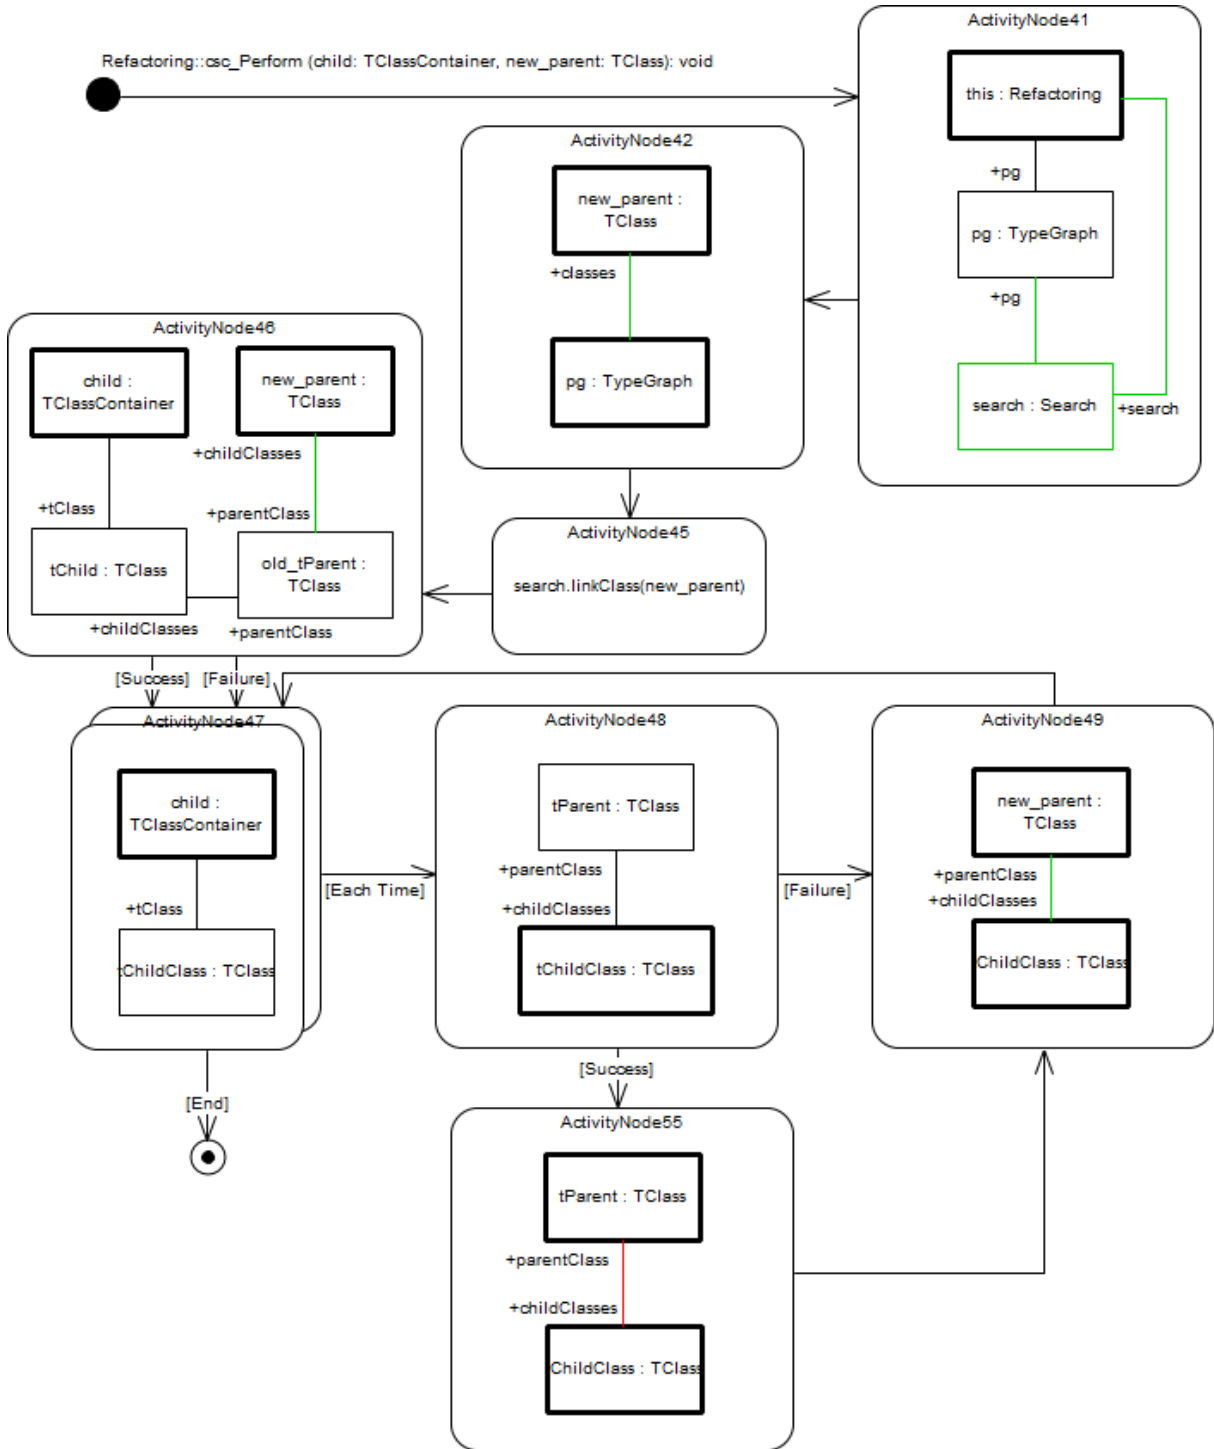 Refactoring::csc_Perform (child: TClassContainer, new_parent: TClass): void
ActivityNode41
this : Refactoring
+pg
pg : TypeGraph
+pg
search : Search
+search
ActivityNode42
new_parent :
TClass
+classes
pg : TypeGraph
ActivityNode45
search.linkClass(new_parent)
ActivityNode46
child :
TClassContainer
new_parent :
TClass
+childClasses
+tClass
+parentClass
tChild : TClass
old_tParent :
TClass
+childClasses
+parentClass
[Success]
[Failure]
ActivityNode47
child :
TClassContainer
+tClass
tChildClass : TClass
[Each Time]
[End]
ActivityNode48
tParent : TClass
+parentClass
+childClasses
tChildClass : TClass
[Failure]
[Success]
ActivityNode49
new_parent :
TClass
+parentClass
+childClasses
ChildClass : TClass
ActivityNode55
tParent : TClass
+parentClass
+childClasses
ChildClass : TClass